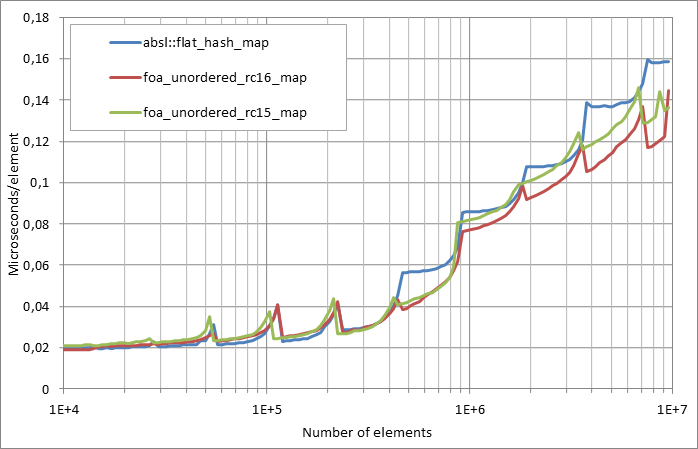 0,18
0,16
0,14
0,12
0,1
0,08
0,06
0,04
0,02
0
Microseconds/element
absl::flat_hash_map
foa_unordered_rc16_map
foa_unordered_rc15_map
1E+4 1E+5 1E+6 1E+7
Number of elements